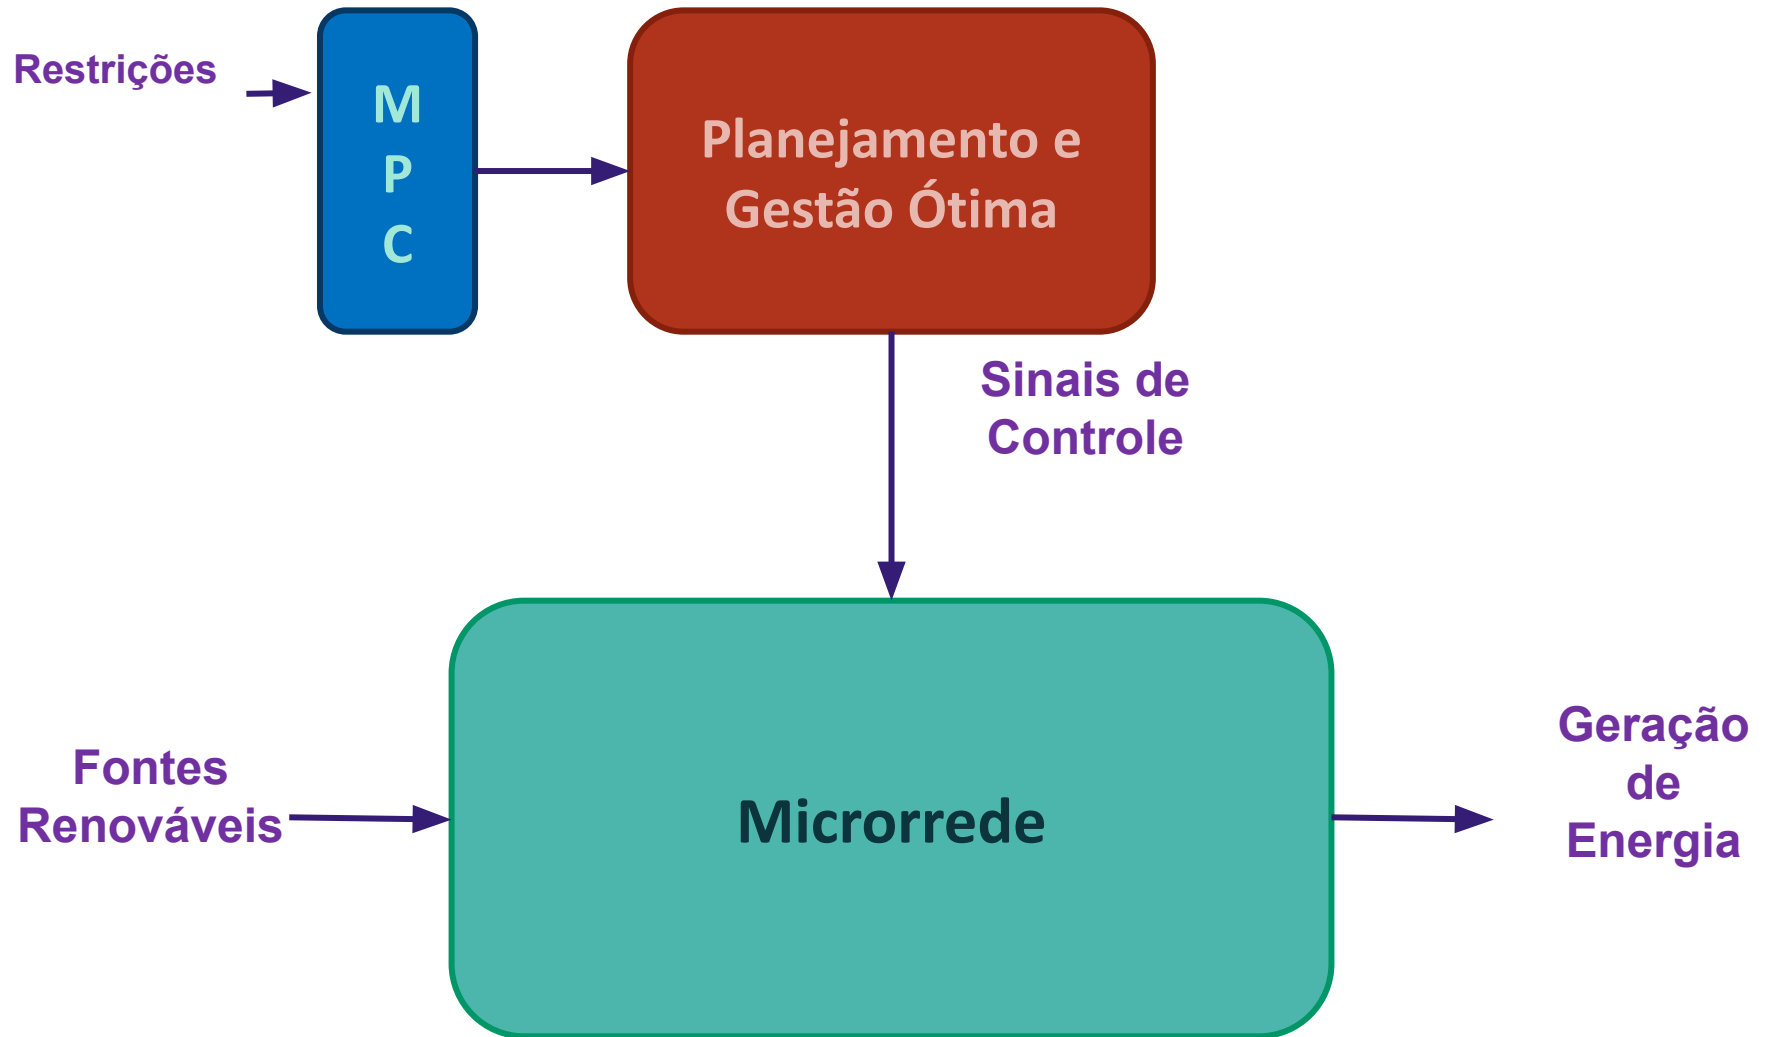 Restrições
M
P
C
Planejamento e
Gestão Ótima
Sinais de
Controle
Fontes
Renováveis
Microrrede
Geração
de
Energia